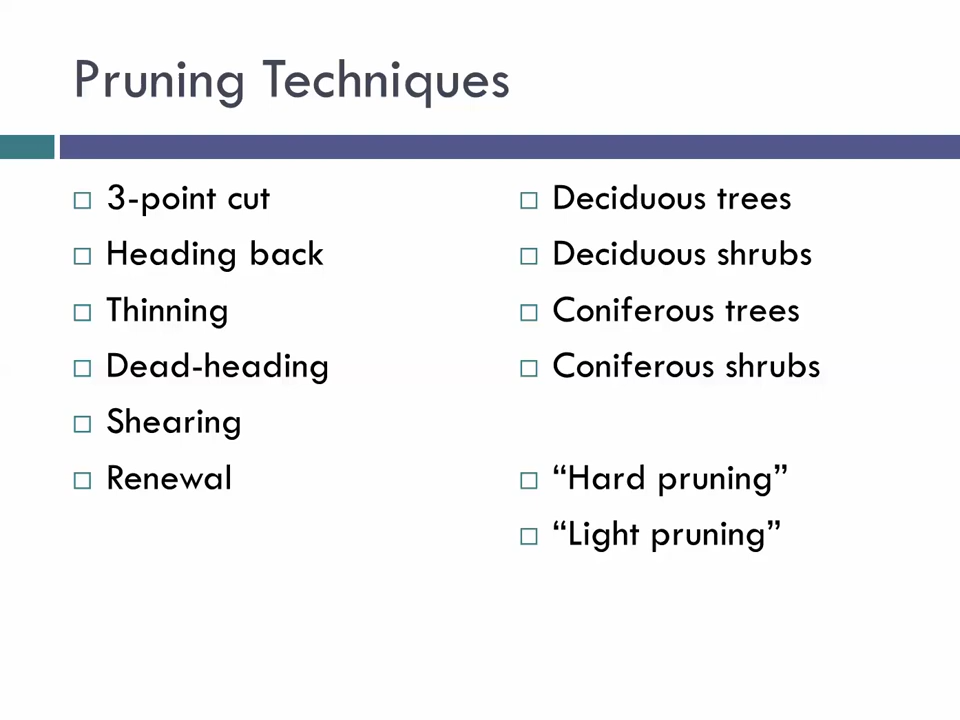 Pruning Techniques
3-point cut
Heading back
Thinning
Dead-heading
Shearing
Renewal
Deciduous trees
Deciduous shrubs
Coniferous trees
Coniferous shrubs
“Hard pruning”
“Light pruning”